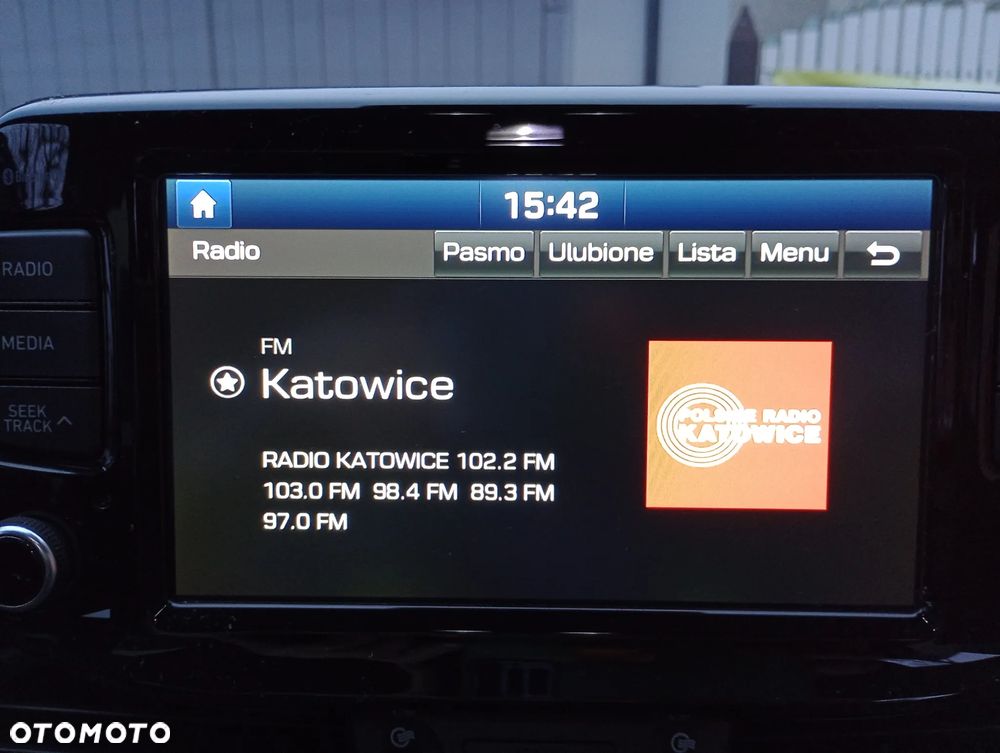 15:42
Radio Pasmo Ulubione Lista Menu
RADIO
FM
Katowice
MEDIA
POLSKIE RADIO
KATOWICE
SEEK
TRACK
RADIO KATOWICE 102.2 FM
103.0 FM 98.4 FM 89.3 FM
97.0 FM
OTOMOTO